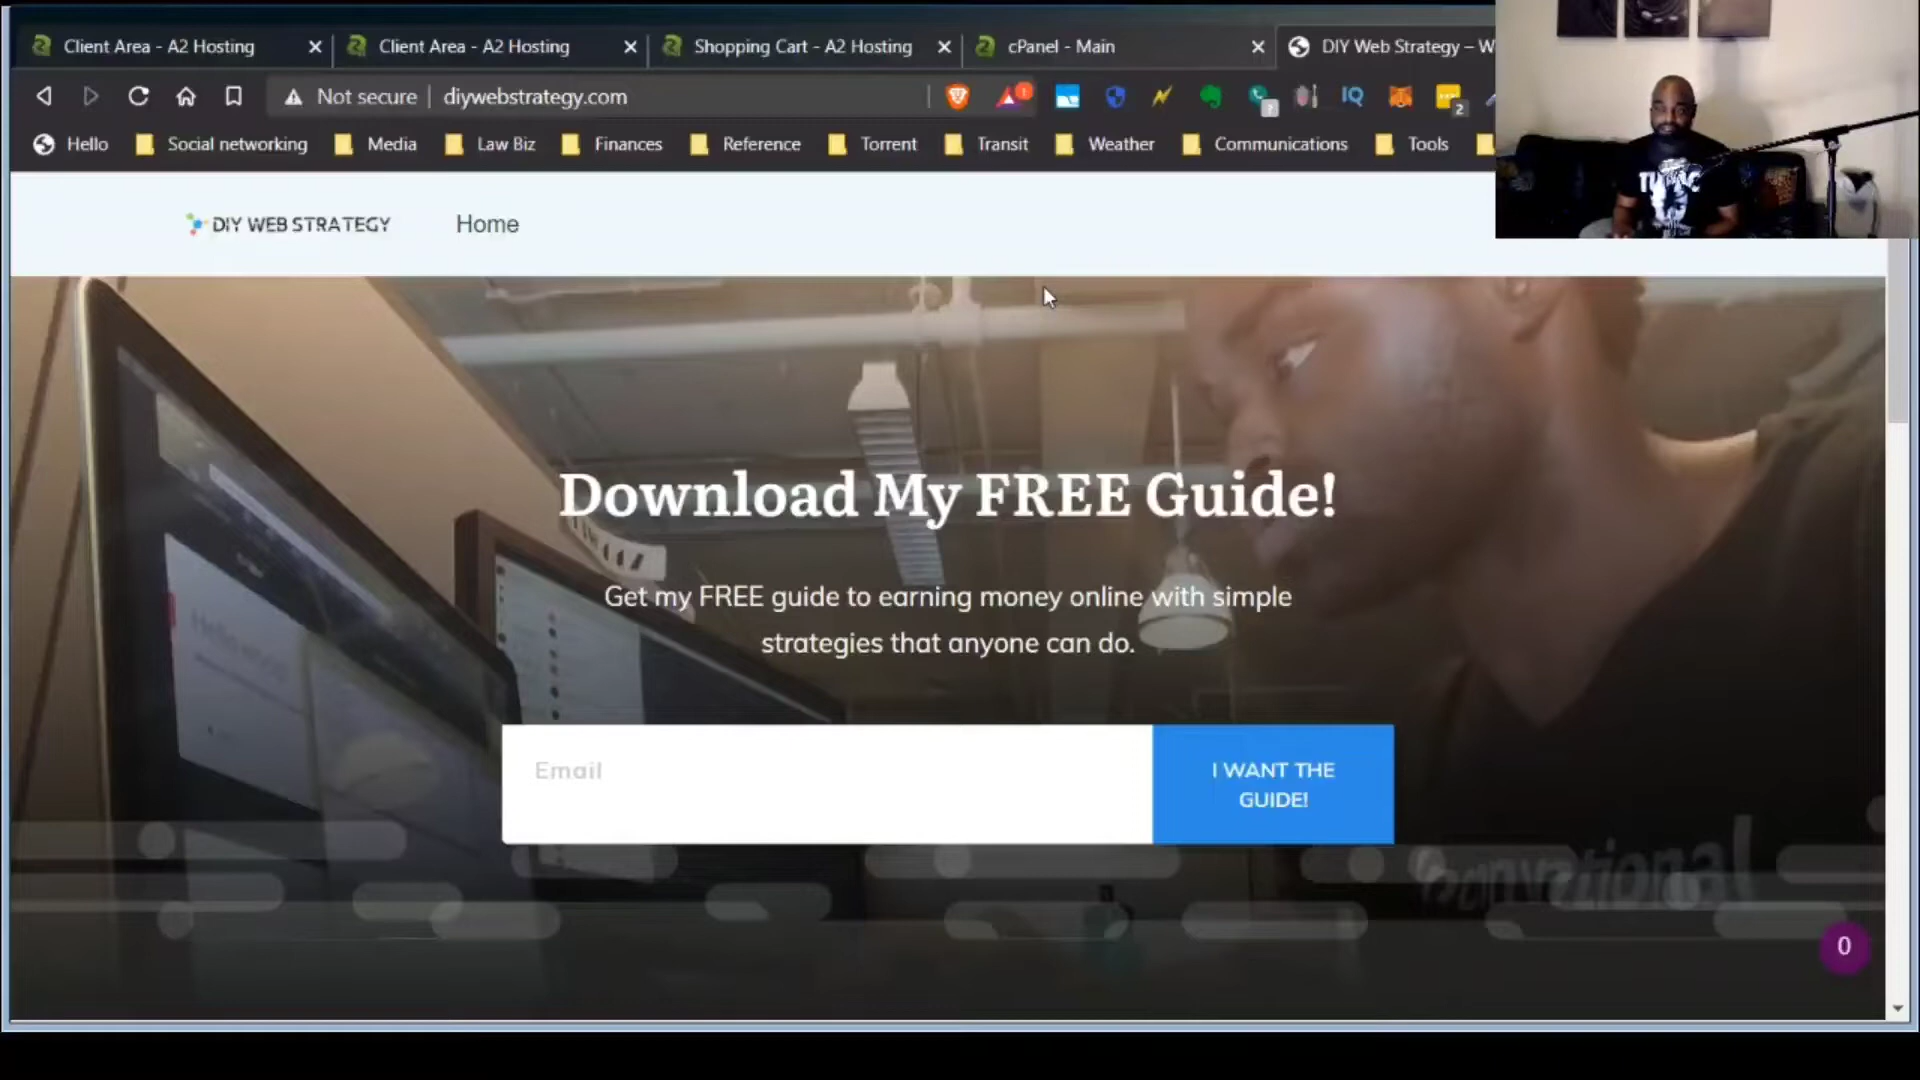 Client Area - A2 Hosting
Client Area - A2 Hosting
Shopping Cart - A2 Hosting
cPanel - Main
DIY Web Strategy – W
Not secure
diywebstrategy.com
IQ
2
Hello
Social networking
Media
Law Biz
Finances
Reference
Torrent
Transit
Weather
Communications
Tools
DIY WEB STRATEGY
Home
Download My FREE Guide!
Get my FREE guide to earning money online with simple
strategies that anyone can do.
Email
I WANT THE
GUIDE!
0